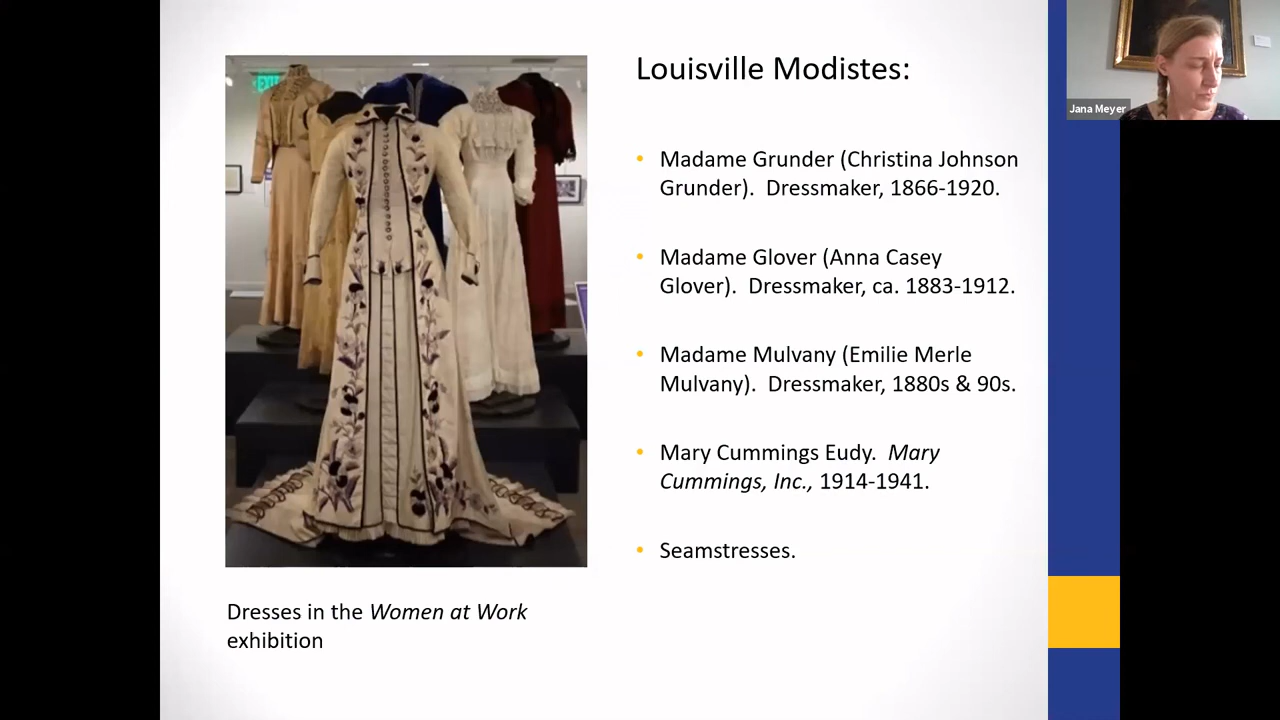 Louisville Modistes:
Jana Meyer
Madame Grunder (Christina Johnson
Grunder).  Dressmaker, 1866-1920.
Madame Glover (Anna Casey
Glover).  Dressmaker, ca. 1883-1912.
Madame Mulvany (Emilie Merle
Mulvany).  Dressmaker, 1880s & 90s.
Mary Cummings Eudy.  Mary
Cummings, Inc., 1914-1941.
Seamstresses.
EXIT
Dresses in the Women at Work
exhibition